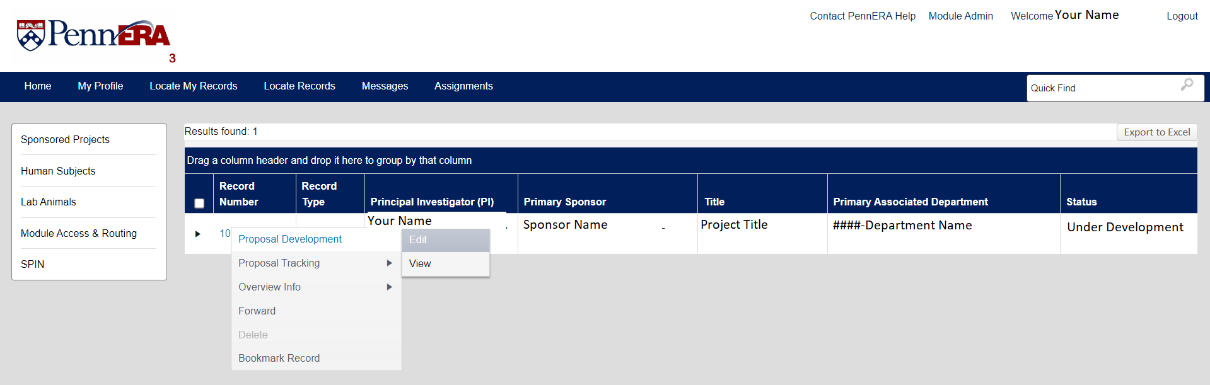 PennERA
3
Contact PennERA Help Module Admin Welcome Your Name Logout
Home My Profile Locate My Records Locate Records Messages Assignments
Quick Find
Sponsored Projects
Human Subjects
Lab Animals
Module Access & Routing
SPIN
Results found: 1
Export to Excel
Drag a column header and drop it here to group by that column
Record Number
Record Type
Principal Investigator (PI)
Primary Sponsor
Title
Primary Associated Department
Status
10
Your Name
Sponsor Name
Project Title
####-Department Name
Under Development
Proposal Development
Edit
View
Proposal Tracking
Overview Info
Forward
Delete
Bookmark Record